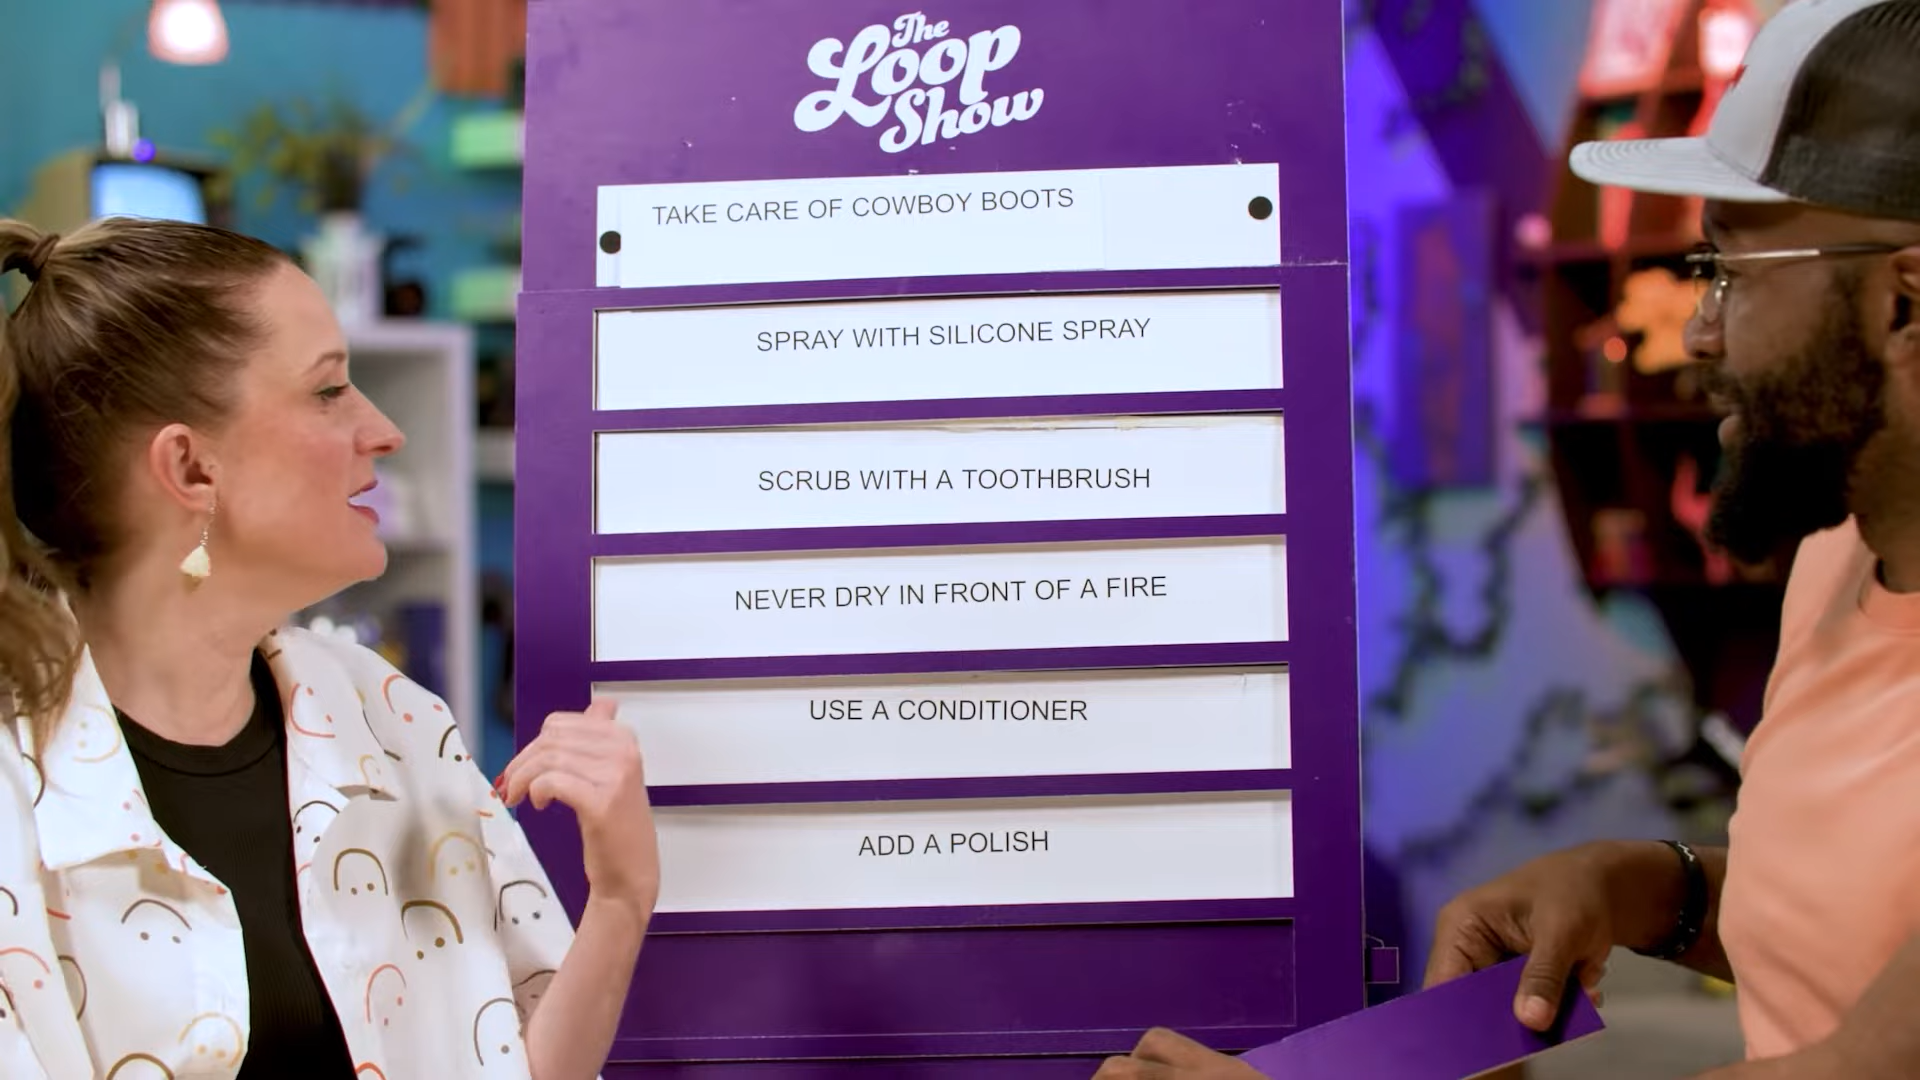 The
Loop
Show
TAKE CARE OF COWBOY BOOTS
SPRAY WITH SILICONE SPRAY
SCRUB WITH A TOOTHBRUSH
NEVER DRY IN FRONT OF A FIRE
USE A CONDITIONER
ADD A POLISH